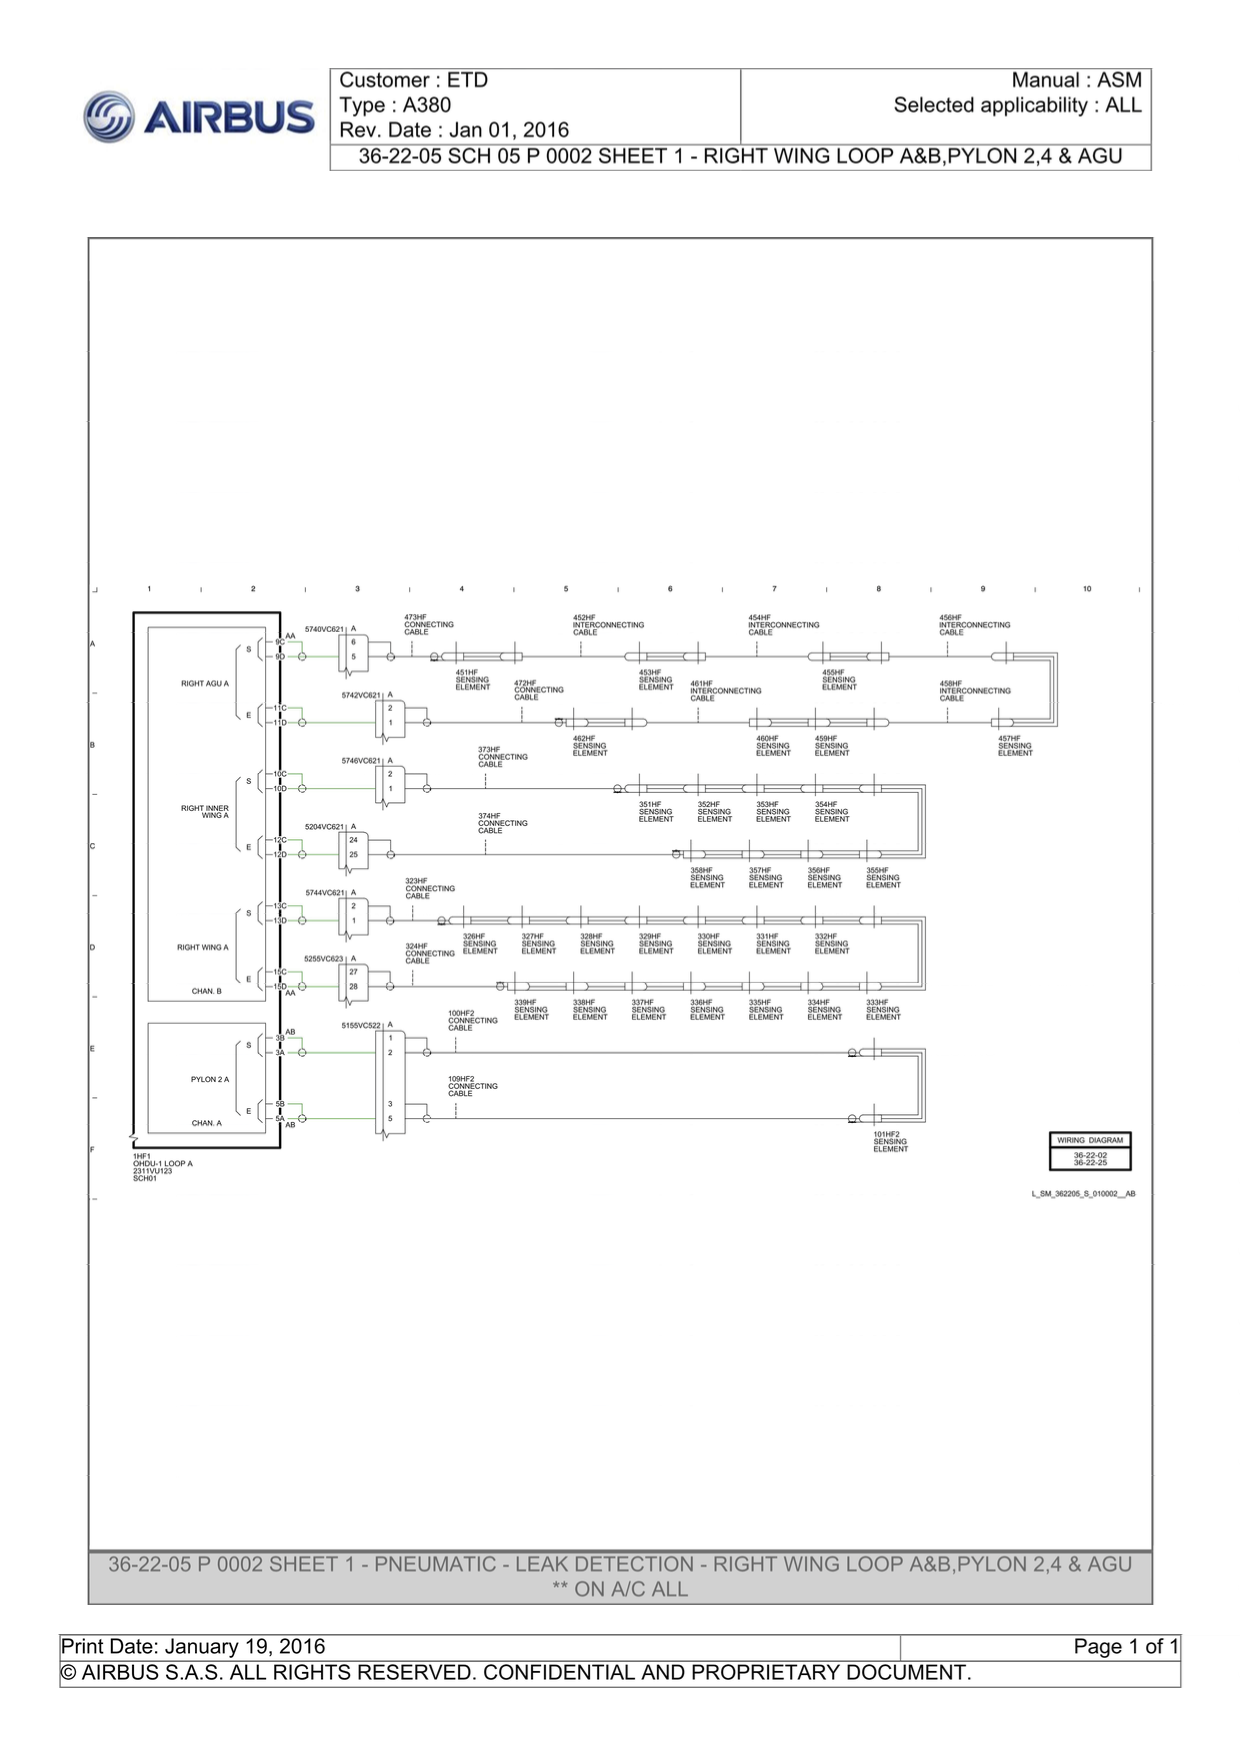 AIRBUS
Customer : ETD
Type : A380
Rev. Date : Jan 01, 2016
Manual : ASM
Selected applicability : ALL
36-22-05 SCH 05 P 0002 SHEET 1 - RIGHT WING LOOP A&B,PYLON 2,4 & AGU
1 2 3 4 5 6 7 8 9 10
A
B
C
D
E
F
RIGHT AGU A
S
E
9C
AA
9D
11C
11D
5740VC621 A
6
5
5742VC621 A
2
1
473HF
CONNECTING
CABLE
452HF
INTERCONNECTING
CABLE
454HF
INTERCONNECTING
CABLE
456HF
INTERCONNECTING
CABLE
451HF
SENSING
ELEMENT
472HF
CONNECTING
CABLE
453HF
SENSING
ELEMENT
461HF
INTERCONNECTING
CABLE
455HF
SENSING
ELEMENT
458HF
INTERCONNECTING
CABLE
462HF
SENSING
ELEMENT
460HF
SENSING
ELEMENT
459HF
SENSING
ELEMENT
457HF
SENSING
ELEMENT
RIGHT INNER
WING A
S
E
10C
10D
12C
12D
5746VC621 A
2
1
5204VC621 A
24
25
373HF
CONNECTING
CABLE
374HF
CONNECTING
CABLE
351HF
SENSING
ELEMENT
352HF
SENSING
ELEMENT
353HF
SENSING
ELEMENT
354HF
SENSING
ELEMENT
358HF
SENSING
ELEMENT
357HF
SENSING
ELEMENT
356HF
SENSING
ELEMENT
355HF
SENSING
ELEMENT
RIGHT WING A
S
E
CHAN. B
13C
13D
15C
15D
AA
5744VC621 A
2
1
5255VC623 A
27
28
323HF
CONNECTING
CABLE
324HF
CONNECTING
CABLE
326HF
SENSING
ELEMENT
327HF
SENSING
ELEMENT
328HF
SENSING
ELEMENT
329HF
SENSING
ELEMENT
330HF
SENSING
ELEMENT
331HF
SENSING
ELEMENT
332HF
SENSING
ELEMENT
339HF
SENSING
ELEMENT
338HF
SENSING
ELEMENT
337HF
SENSING
ELEMENT
336HF
SENSING
ELEMENT
335HF
SENSING
ELEMENT
334HF
SENSING
ELEMENT
333HF
SENSING
ELEMENT
PYLON 2 A
S
E
CHAN. A
AB
3B
3A
5B
5A
AB
5155VC522 A
1
2
3
5
100HF2
CONNECTING
CABLE
109HF2
CONNECTING
CABLE
101HF2
SENSING
ELEMENT
1HF1
OHDU-1 LOOP A
2311VU123
SCH01
WIRING DIAGRAM
36-22-02
36-22-25
L_SM_362205_S_010002__AB
36-22-05 P 0002 SHEET 1 - PNEUMATIC - LEAK DETECTION - RIGHT WING LOOP A&B,PYLON 2,4 & AGU
** ON A/C ALL
Print Date: January 19, 2016
Page 1 of 1
© AIRBUS S.A.S. ALL RIGHTS RESERVED. CONFIDENTIAL AND PROPRIETARY DOCUMENT.